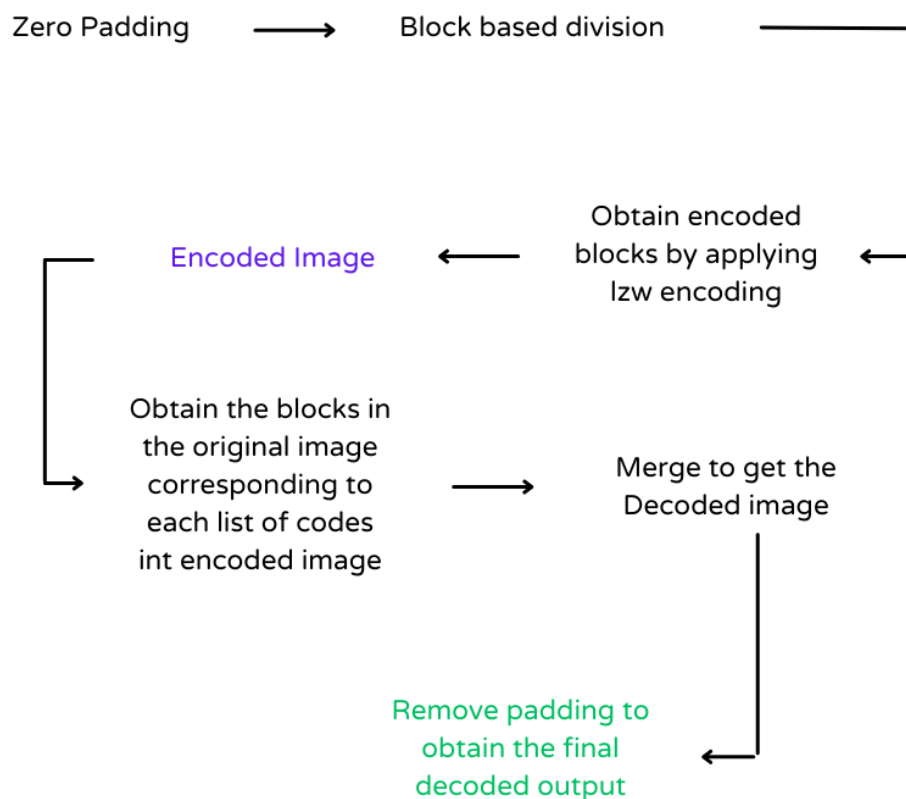 Zero Padding
Block based division
Obtain encoded
blocks by applying
lzw encoding
Encoded Image
Obtain the blocks in
the original image
corresponding to
each list of codes
int encoded image
Merge to get the
Decoded image
Remove padding to
obtain the final
decoded output